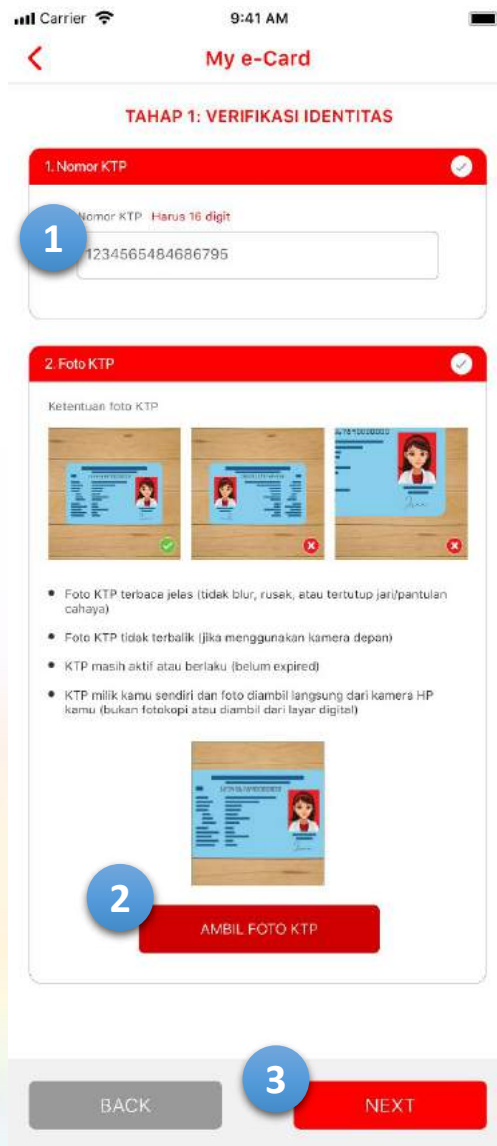 Carrier 9:41 AM
My e-Card
TAHAP 1: VERIFIKASI IDENTITAS
1. Nomor KTP
1
Nomor KTP Harus 16 digit
1234565484686795
2. Foto KTP
Ketentuan foto KTP
Foto KTP terbaca jelas (tidak blur, rusak, atau tertutup jari/pantulan
cahaya)
Foto KTP tidak terbalik (jika menggunakan kamera depan)
KTP masih aktif atau berlaku (belum expired)
KTP milik kamu sendiri dan foto diambil langsung dari kamera HP
kamu (bukan fotokopi atau diambil dari layar digital)
2
AMBIL FOTO KTP
3
BACK NEXT